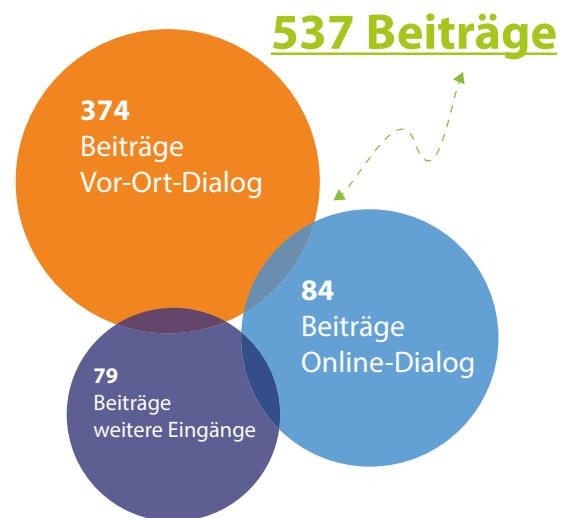 537 Beiträge
374
Beiträge
Vor-Ort-Dialog
84
Beiträge
Online-Dialog
79
Beiträge
weitere Eingänge